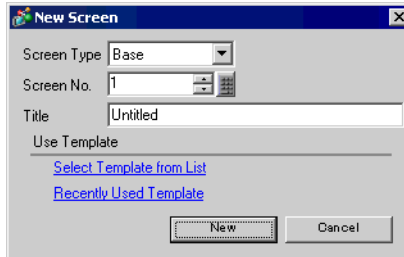 New Screen
Screen Type Base
Screen No. 1
Title Untitled
Use Template
Select Template from List
Recently Used Template
New Cancel